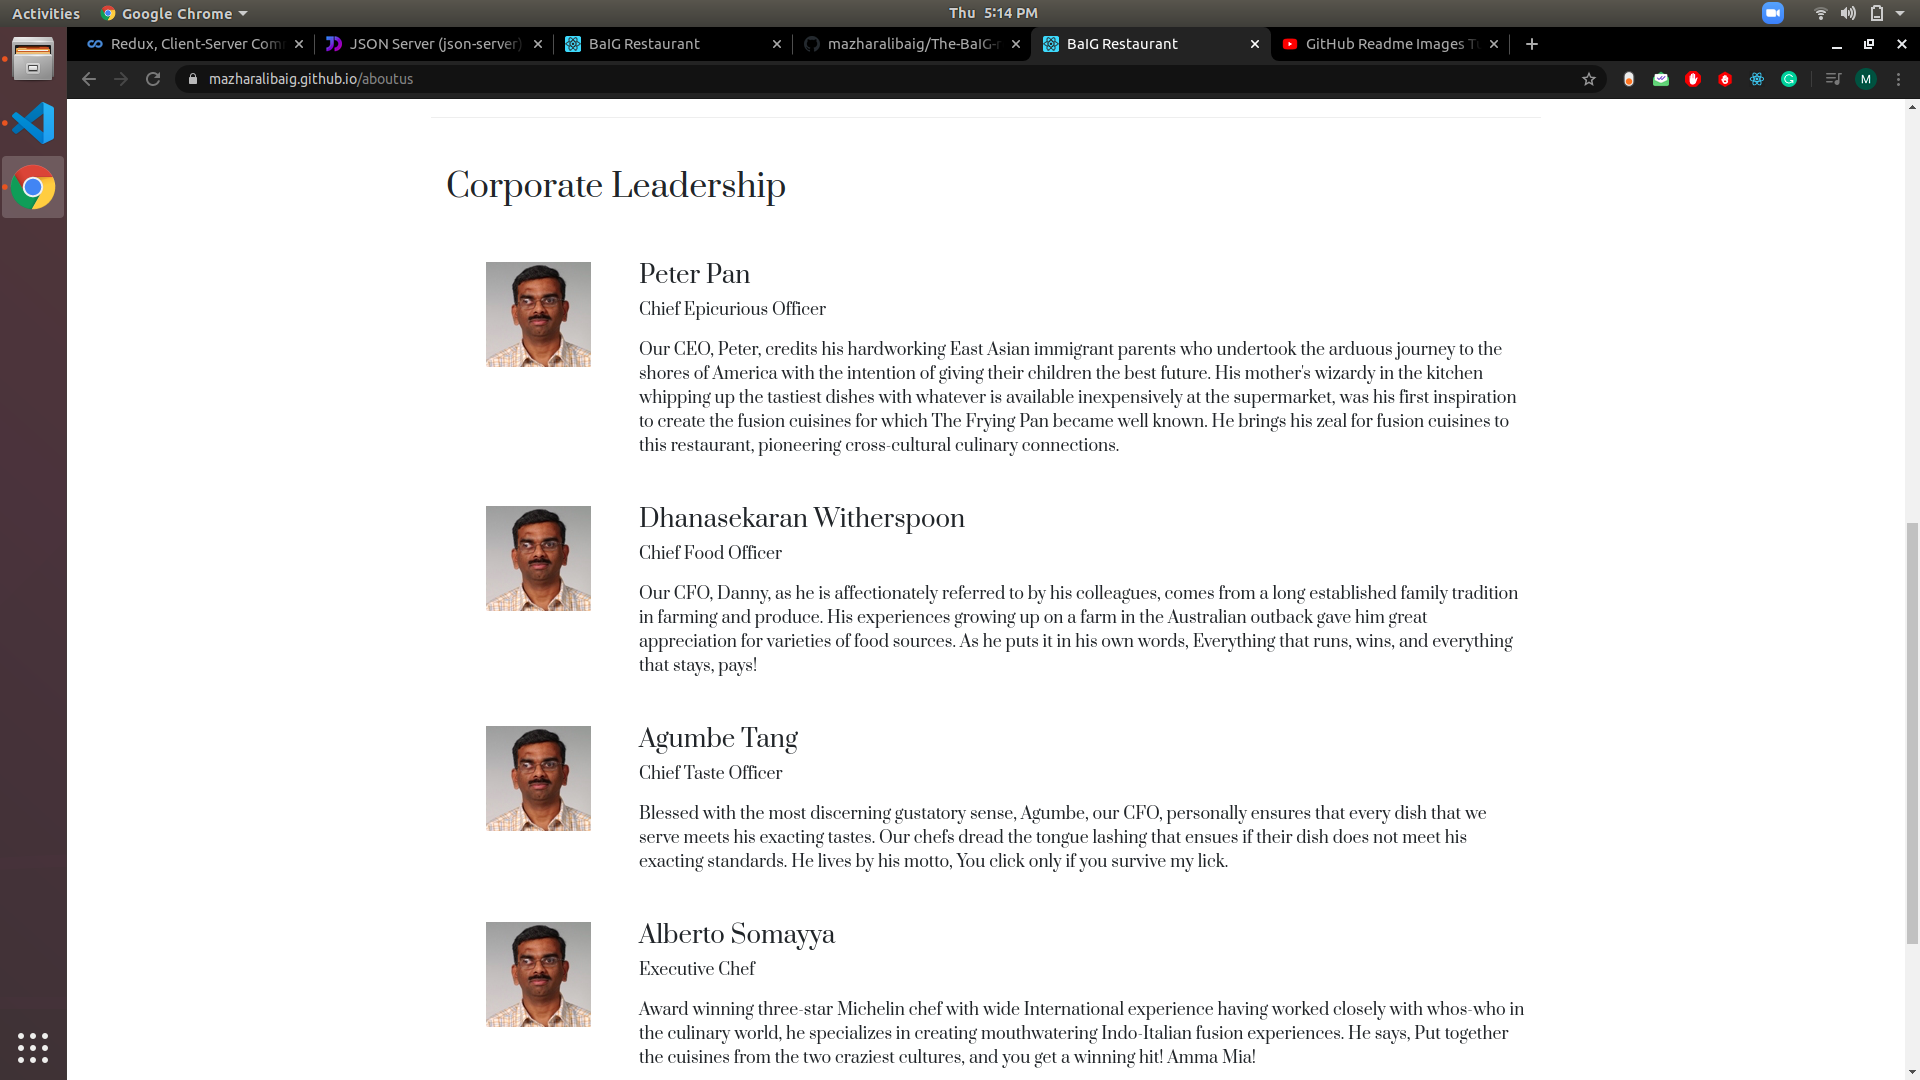 Activities
Google Chrome
Thu 5:14 PM
Redux, Client-Server Com
JSON Server (json-server)
BaIG Restaurant
mazharalibaig/The-BaIG-r
BaIG Restaurant
GitHub Readme Images Tu
mazharalibaig.github.io/aboutus
M
Corporate Leadership
Peter Pan
Chief Epicurious Officer
Our CEO, Peter, credits his hardworking East Asian immigrant parents who undertook the arduous journey to the
shores of America with the intention of giving their children the best future. His mother's wizardy in the kitchen
whipping up the tastiest dishes with whatever is available inexpensively at the supermarket, was his first inspiration
to create the fusion cuisines for which The Frying Pan became well known. He brings his zeal for fusion cuisines to
this restaurant, pioneering cross-cultural culinary connections.
Dhanasekaran Witherspoon
Chief Food Officer
Our CFO, Danny, as he is affectionately referred to by his colleagues, comes from a long established family tradition
in farming and produce. His experiences growing up on a farm in the Australian outback gave him great
appreciation for varieties of food sources. As he puts it in his own words, Everything that runs, wins, and everything
that stays, pays!
Agumbe Tang
Chief Taste Officer
Blessed with the most discerning gustatory sense, Agumbe, our CFO, personally ensures that every dish that we
serve meets his exacting tastes. Our chefs dread the tongue lashing that ensues if their dish does not meet his
exacting standards. He lives by his motto, You click only if you survive my lick.
Alberto Somayya
Executive Chef
Award winning three-star Michelin chef with wide International experience having worked closely with whos-who in
the culinary world, he specializes in creating mouthwatering Indo-Italian fusion experiences. He says, Put together
the cuisines from the two craziest cultures, and you get a winning hit! Amma Mia!